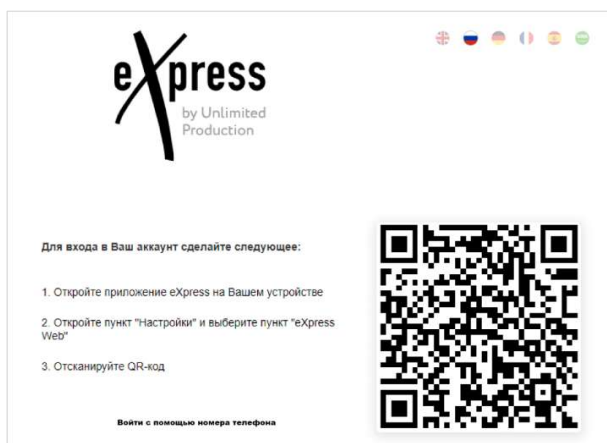 eXpress
by Unlimited
Production
Для входа в Ваш аккаунт сделайте следующее:
1. Откройте приложение eXpress на Вашем устройстве
2. Откройте пункт "Настройки" и выберите пункт "eXpress
Web"
3. Отсканируйте QR-код
Войти с помощью номера телефона